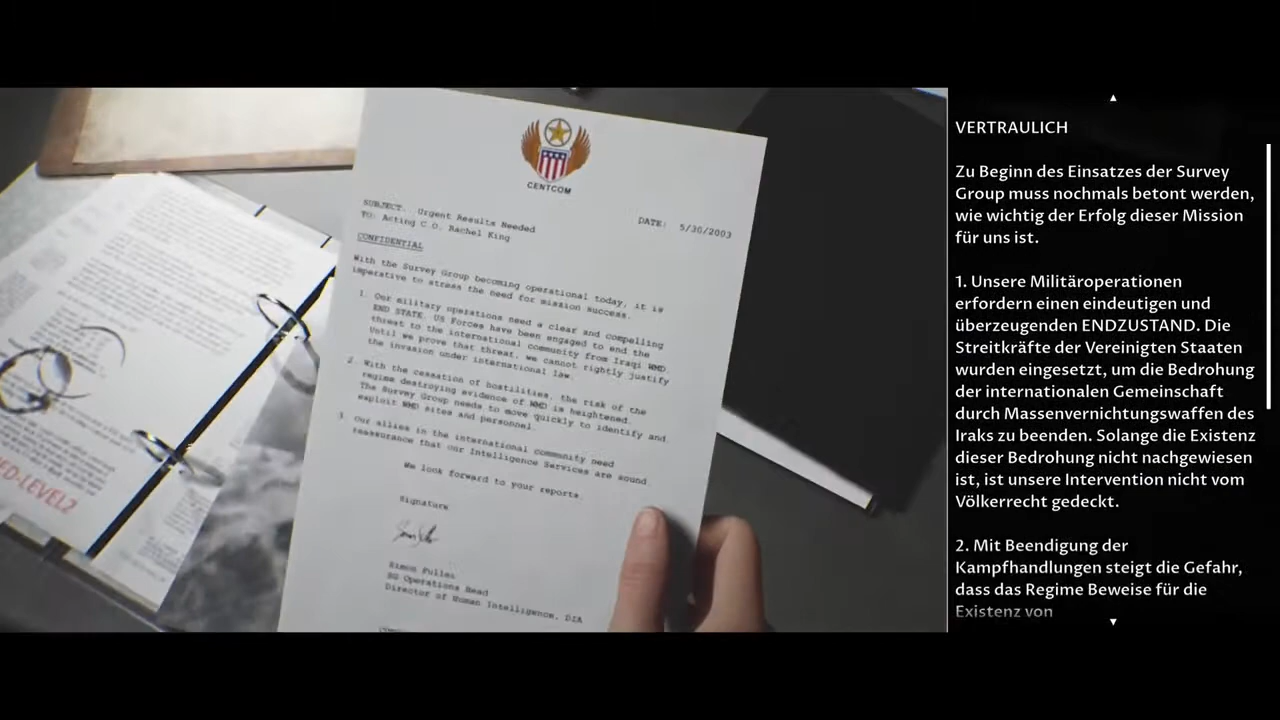 CENTCOM
SUBJECT: Urgent Results Needed
TO: Acting C.O. Rachel King
DATE: 5/30/2003
CONFIDENTIAL
With the Survey Group becoming operational today, it is
imperative to stress the need for mission success.
1. Our military operations need a clear and compelling
END STATE. US Forces have been engaged to end the
threat to the international community from Iraqi WMD
Until we prove that threat, we cannot rightly justify
the invasion under international law.
2. With the cessation of hostilities, the risk of the
regime destroying evidence of WMD is heightened.
The Survey Group needs to move quickly to identify and
exploit WMD sites and personnel.
3. Our allies in the international community need
reassurance that our Intelligence Services are sound.
We look forward to your reports.
Signature
Simon Fuller
SG Operations Head
Director of Human Intelligence, DIA
ED-LEVEL2
VERTRAULICH
Zu Beginn des Einsatzes der Survey
Group muss nochmals betont werden,
wie wichtig der Erfolg dieser Mission
für uns ist.
1. Unsere Militäroperationen
erfordern einen eindeutigen und
überzeugenden ENDZUSTAND. Die
Streitkräfte der Vereinigten Staaten
wurden eingesetzt, um die Bedrohung
der internationalen Gemeinschaft
durch Massenvernichtungswaffen des
Iraks zu beenden. Solange die Existenz
dieser Bedrohung nicht nachgewiesen
ist, ist unsere Intervention nicht vom
Völkerrecht gedeckt.
2. Mit Beendigung der
Kampfhandlungen steigt die Gefahr,
dass das Regime Beweise für die
Existenz von